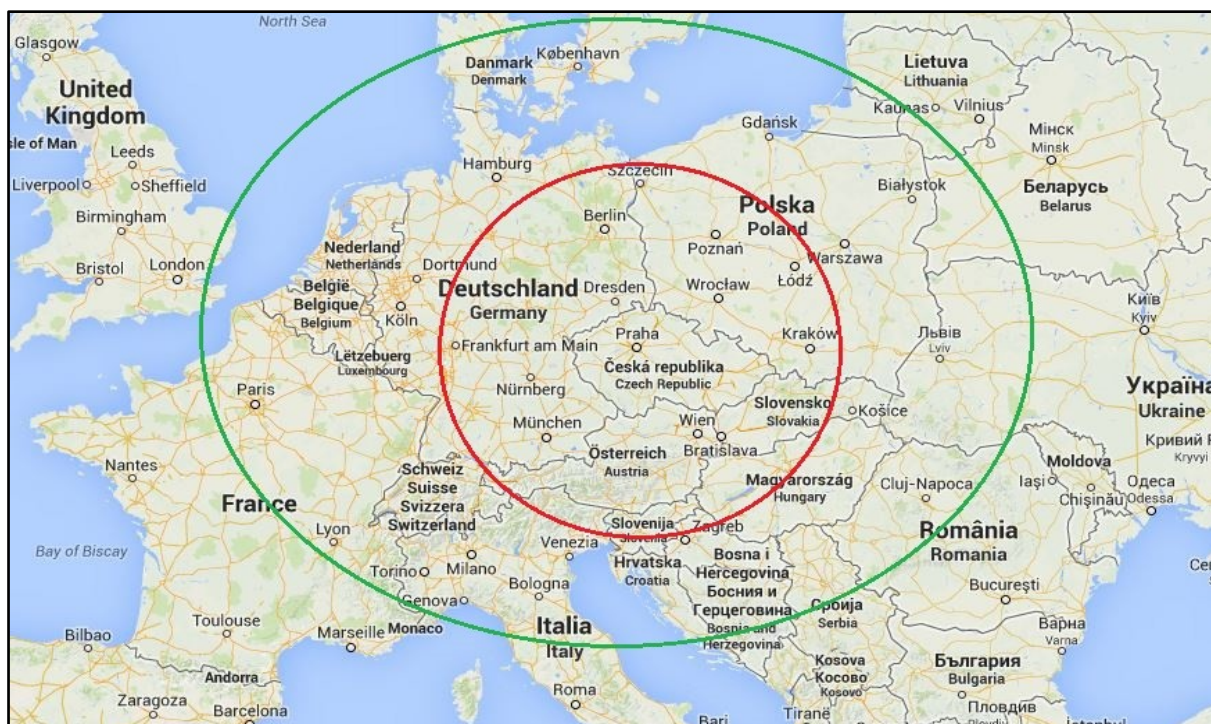 North Sea
Glasgow
United
Kingdom
sle of Man
Leeds
Liverpool
Sheffield
Birmingham
Bristol
London
Danmark
Denmark
København
Lietuva
Lithuania
Kaunas
Vilnius
Мінск
Minsk
Беларусь
Belarus
Gdańsk
Hamburg
Szczecin
Białystok
Berlin
Polska
Poland
Poznań
Warszawa
Nederland
Netherlands
Dortmund
België
Belgique
Belgium
Deutschland
Germany
Dresden
Wrocław
Łódź
Köln
Київ
Kyiv
Lëtzebuerg
Luxembourg
Frankfurt am Main
Praha
Kraków
Львів
Lviv
Česká republika
Czech Republic
Paris
Nürnberg
Україна
Ukraine
Slovensko
Slovakia
Košice
München
Wien
Bratislava
Кривий Р
Kryvyi
Österreich
Austria
Nantes
Schweiz
Suisse
Svizzera
Switzerland
Magyarország
Hungary
Moldova
Iași
Chișinău
Одеса
Odessa
Cluj-Napoca
France
Slovenija
Slovenia
Zagreb
România
Romania
Lyon
Bay of Biscay
Venezia
Milano
Torino
Hrvatska
Croatia
Bosna i
Hercegovina
Босния и
Герцеговина
Bosnia and
Herzegovina
Bologna
Genova
București
Србија
Serbia
Toulouse
Marseille
Monaco
Italia
Italy
Варна
Varna
Bilbao
Andorra
Kosova
Косово
Kosovo
България
Bulgaria
Zaragoza
Barcelona
Roma
Пловдив
Tiranë
Bari